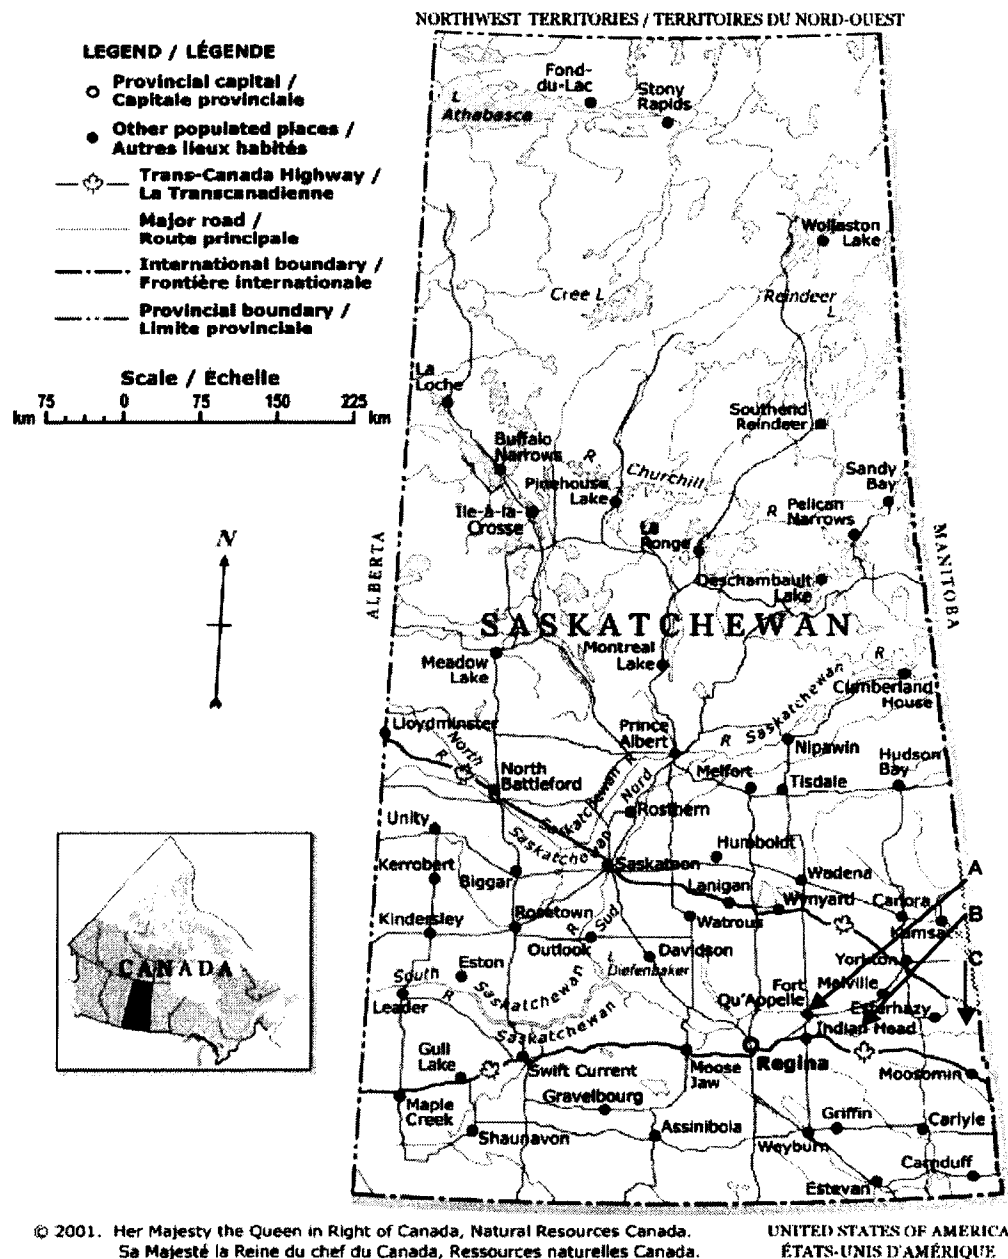 NORTHWEST TERRITORIES / TERRITOIRES DU NORD-OUEST
LEGEND / LÉGENDE
Provincial capital /
Capitale provinciale
Other populated places /
Autres lieux habités
Trans-Canada Highway /
La Transcanadienne
Major road /
Route principale
International boundary /
Frontière internationale
Provincial boundary /
Limite provinciale
Scale / Échelle
75 0 75 150 225
km km
N
Fond-
du-Lac
Stony
Rapids
L
Athabasca
Wollaston
Lake
Cree L
Reindeer
L
La
Loche
Southend
Reindeer
Buffalo
Narrows
R
Churchill
Sandy
Bay
Pinehouse
Lake
Pelican
Narrows
R
Île-à-la-
Crosse
La
Ronge
Deschambault
Lake
ALBERTA
MANITOBA
SASKATCHEWAN
Montreal
Lake
Meadow
Lake
R
Saskatchewan
R
Cumberland
House
Lloydminster
North
R
Prince
Albert
Nipawin
Hudson
Bay
North
Battleford
Saskatchewan
R
Nord
Melfort
Tisdale
Rosthern
Unity
Saskatchewan
Humboldt
Kerrobert
Biggar
Saskatoon
Wadena
A
Lanigan
Wynyard
Canora
B
Kindersley
Rosetown
Sud
R
Watrous
Kamsack
Outlook
Davidson
Yorkton
C
Eston
L
Diefenbaker
Fort
Qu'Appelle
Melville
South
R
Saskatchewan
Leader
Esterhazy
Saskatchewan
Indian Head
Gull
Lake
Swift Current
Moose
Jaw
Regina
Moosomin
Maple
Creek
Gravelbourg
Griffin
Carlyle
Shaunavon
Assiniboia
Weyburn
Carnduff
Estevan
CANADA
© 2001. Her Majesty the Queen in Right of Canada, Natural Resources Canada.
Sa Majesté la Reine du chef du Canada, Ressources naturelles Canada.
UNITED STATES OF AMERICA
ÉTATS-UNIS D'AMÉRIQUE